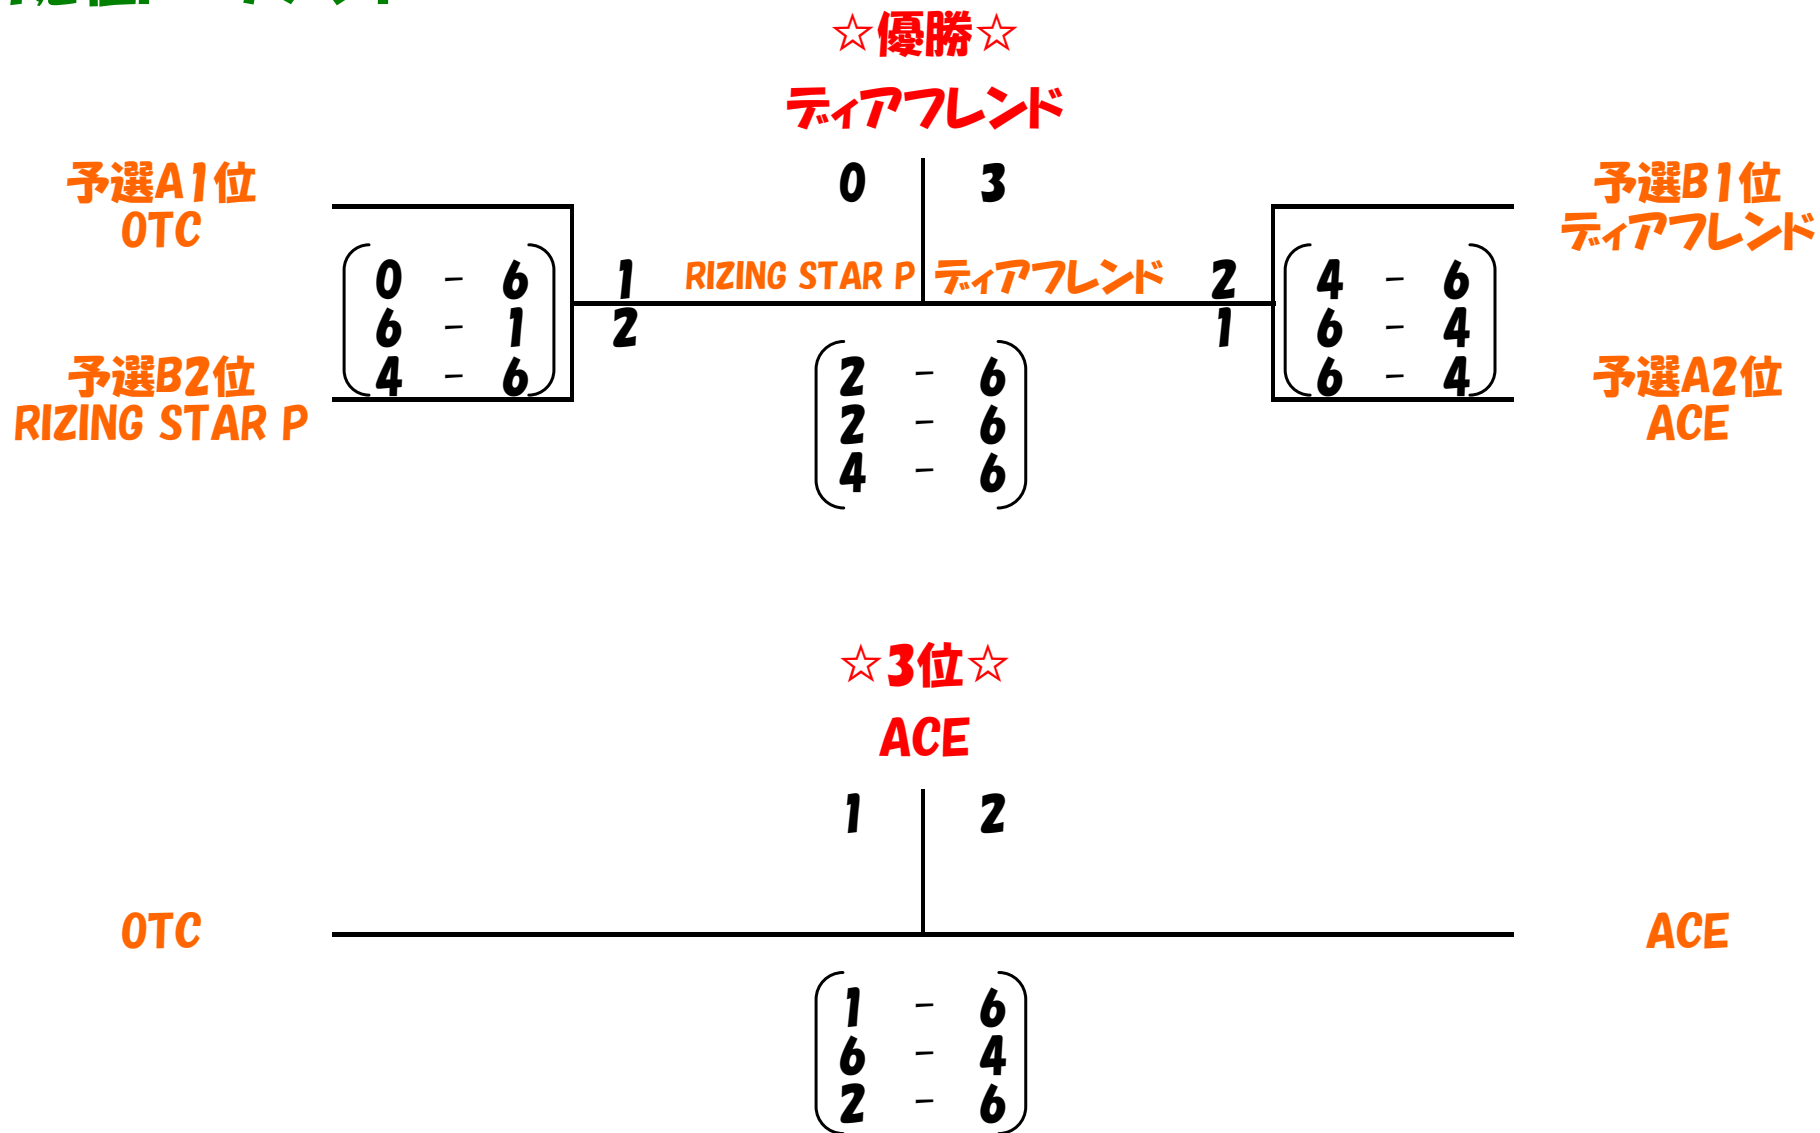 ☆優勝☆
ディアフレンド
予選A1位
OTC
0 3
予選B1位
ディアフレンド
0 - 6
6 - 1
4 - 6
1
2
RIZING STAR P
ディアフレンド
2
1
4 - 6
6 - 4
6 - 4
予選B2位
RIZING STAR P
2 - 6
2 - 6
4 - 6
予選A2位
ACE
☆3位☆
ACE
1 2
OTC
ACE
1 - 6
6 - 4
2 - 6